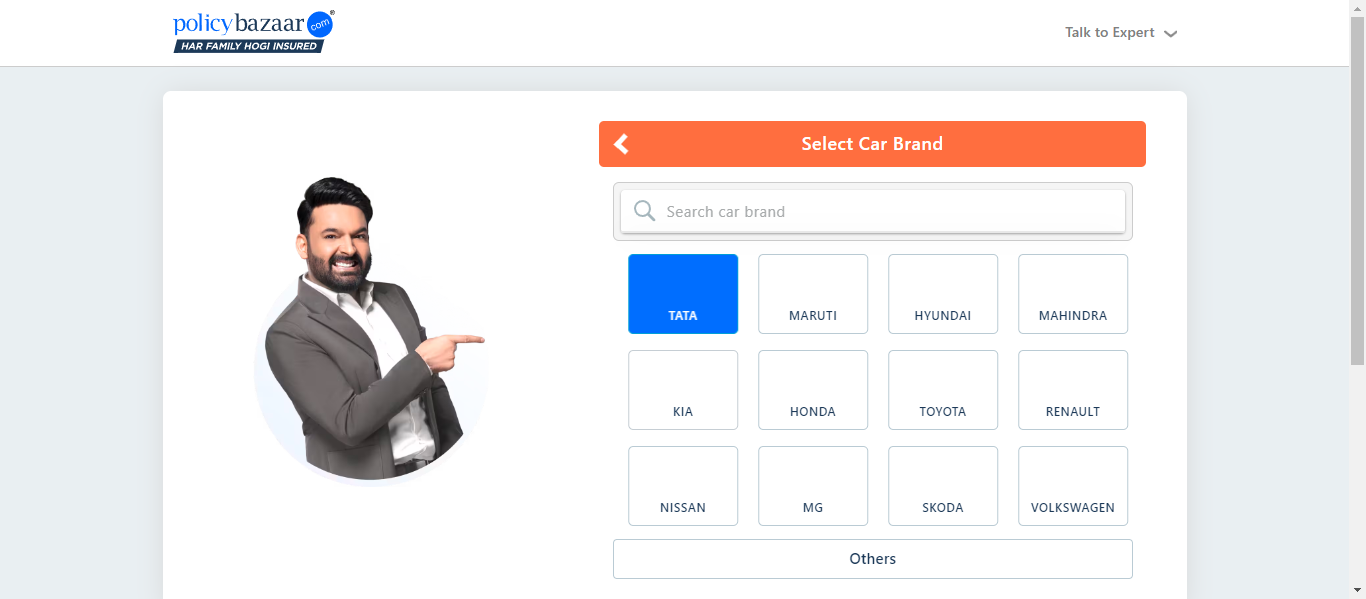 policybazaar.com®
HAR FAMILY HOGI INSURED
Talk to Expert
Select Car Brand
Search car brand
TATA MARUTI HYUNDAI MAHINDRA
KIA HONDA TOYOTA RENAULT
NISSAN MG SKODA VOLKSWAGEN
Others